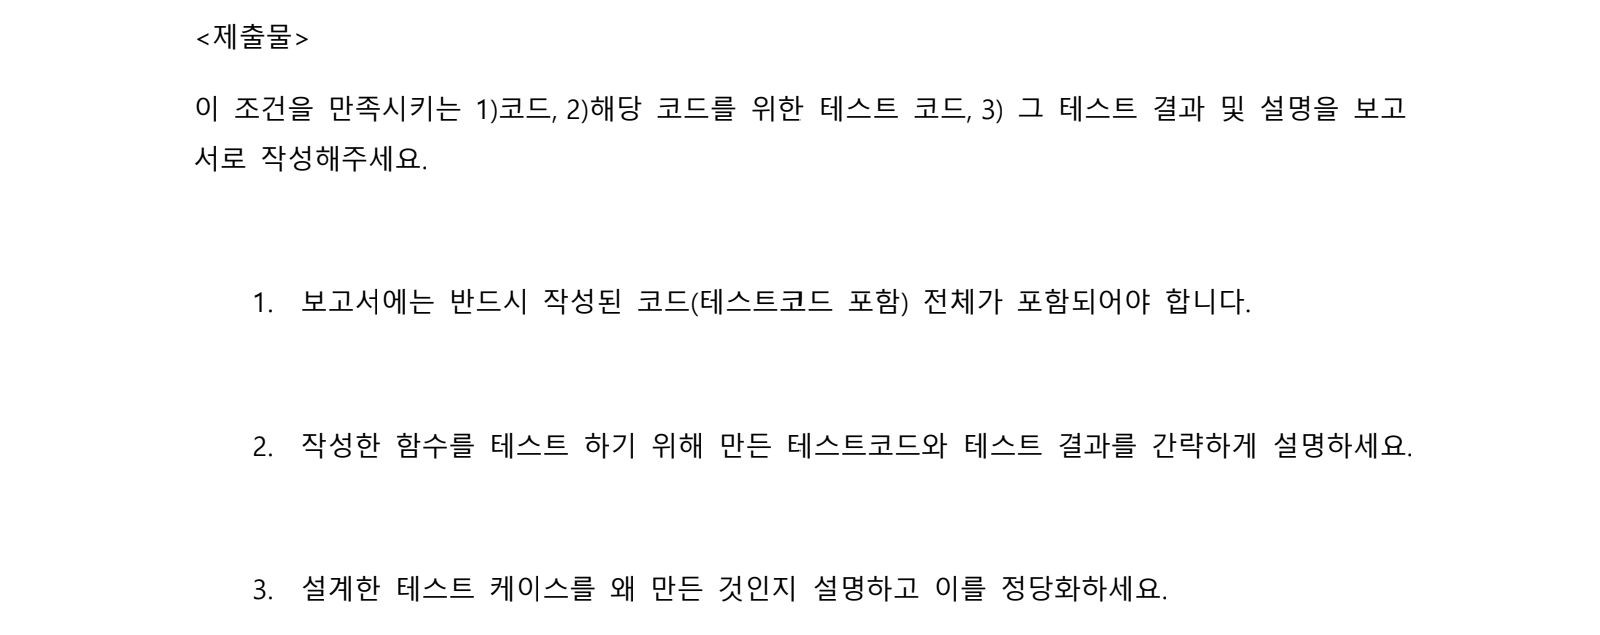 <제출물>
이 조건을 만족시키는 1)코드, 2)해당 코드를 위한 테스트 코드, 3) 그 테스트 결과 및 설명을 보고
서로 작성해주세요.
1. 보고서에는 반드시 작성된 코드(테스트코드 포함) 전체가 포함되어야 합니다.
2. 작성한 함수를 테스트 하기 위해 만든 테스트코드와 테스트 결과를 간략하게 설명하세요.
3. 설계한 테스트 케이스를 왜 만든 것인지 설명하고 이를 정당화하세요.